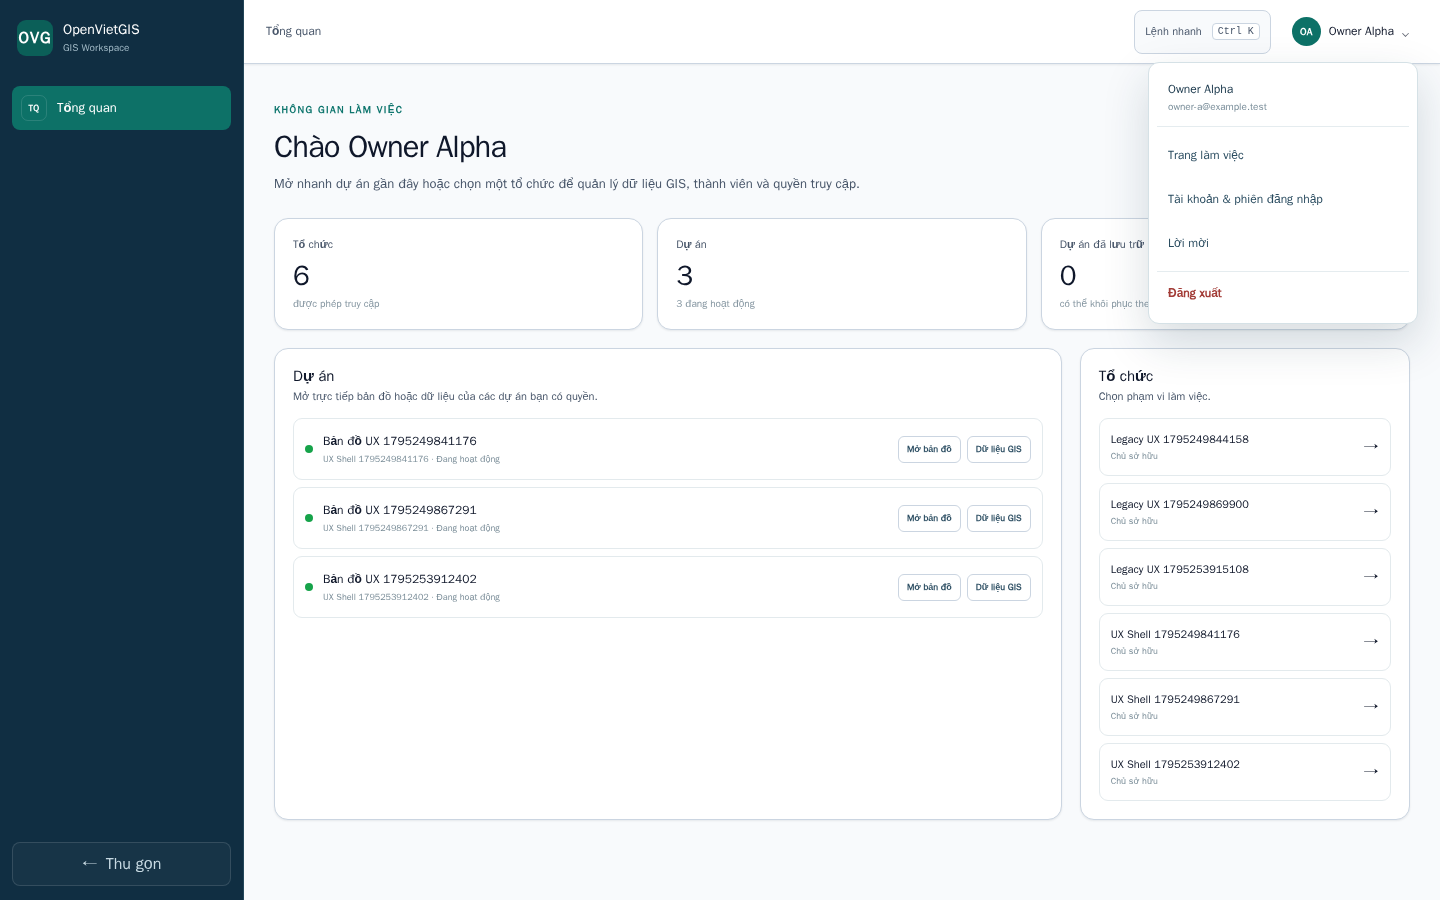 OVG
OpenVietGIS
GIS Workspace
TQ
Tổng quan
← Thu gọn
Tổng quan
Lệnh nhanh
Ctrl K
OA
Owner Alpha
Owner Alpha
owner-a@example.test
Trang làm việc
Tài khoản & phiên đăng nhập
Lời mời
Đăng xuất
KHÔNG GIAN LÀM VIỆC
Chào Owner Alpha
Mở nhanh dự án gần đây hoặc chọn một tổ chức để quản lý dữ liệu GIS, thành viên và quyền truy cập.
Tổ chức
6
được phép truy cập
Dự án
3
3 đang hoạt động
Dự án đã lưu trữ
0
có thể khôi phục
Dự án
Mở trực tiếp bản đồ hoặc dữ liệu của các dự án bạn có quyền.
Bản đồ UX 1795249841176
UX Shell 1795249841176 · Đang hoạt động
Mở bản đồ
Dữ liệu GIS
Bản đồ UX 1795249867291
UX Shell 1795249867291 · Đang hoạt động
Mở bản đồ
Dữ liệu GIS
Bản đồ UX 1795253912402
UX Shell 1795253912402 · Đang hoạt động
Mở bản đồ
Dữ liệu GIS
Tổ chức
Chọn phạm vi làm việc.
Legacy UX 1795249844158
Chủ sở hữu
→
Legacy UX 1795249869900
Chủ sở hữu
→
Legacy UX 1795253915108
Chủ sở hữu
→
UX Shell 1795249841176
Chủ sở hữu
→
UX Shell 1795249867291
Chủ sở hữu
→
UX Shell 1795253912402
Chủ sở hữu
→